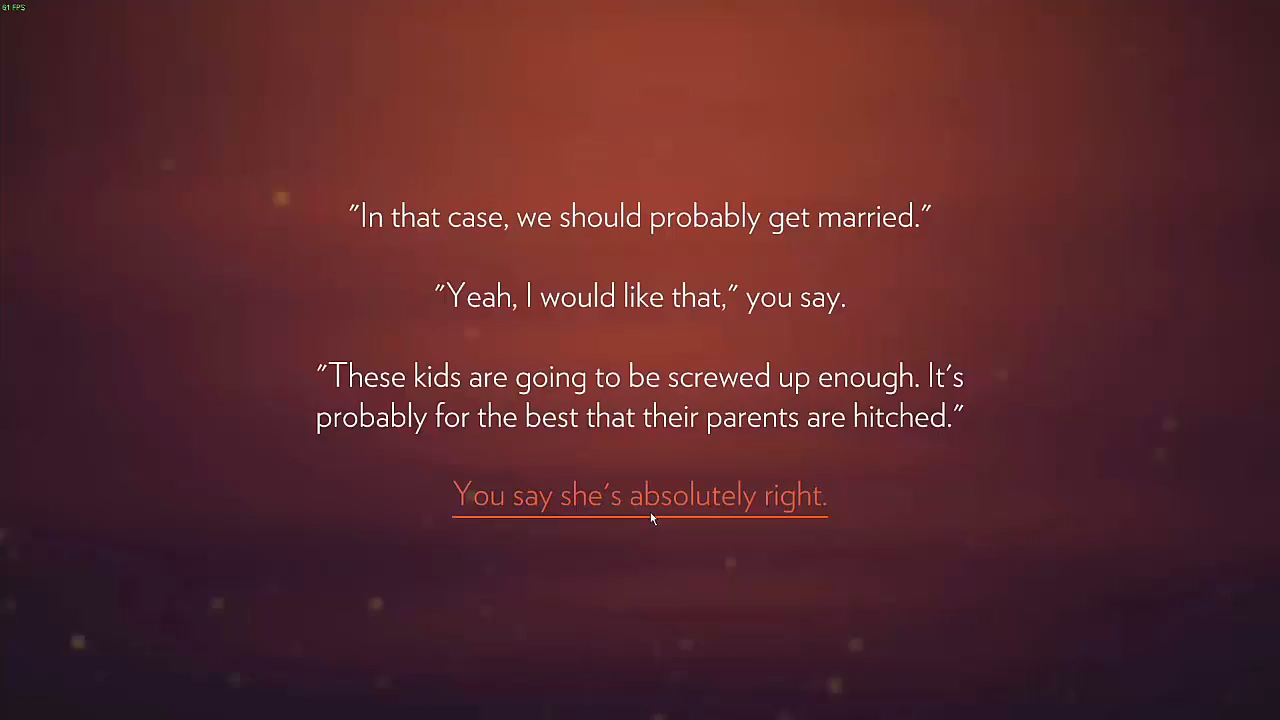 61 FPS
"In that case, we should probably get married."
"Yeah, I would like that," you say.
"These kids are going to be screwed up enough. It's
probably for the best that their parents are hitched."
You say she's absolutely right.